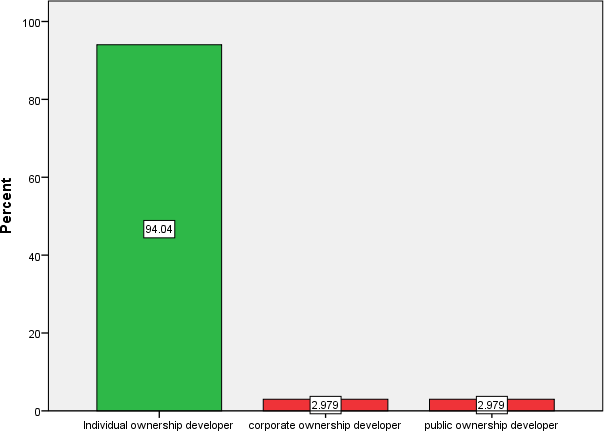 100
80
60
40
20
0
Percent
94.04
2.979
2.979
Individual ownership developer
corporate ownership developer
public ownership developer